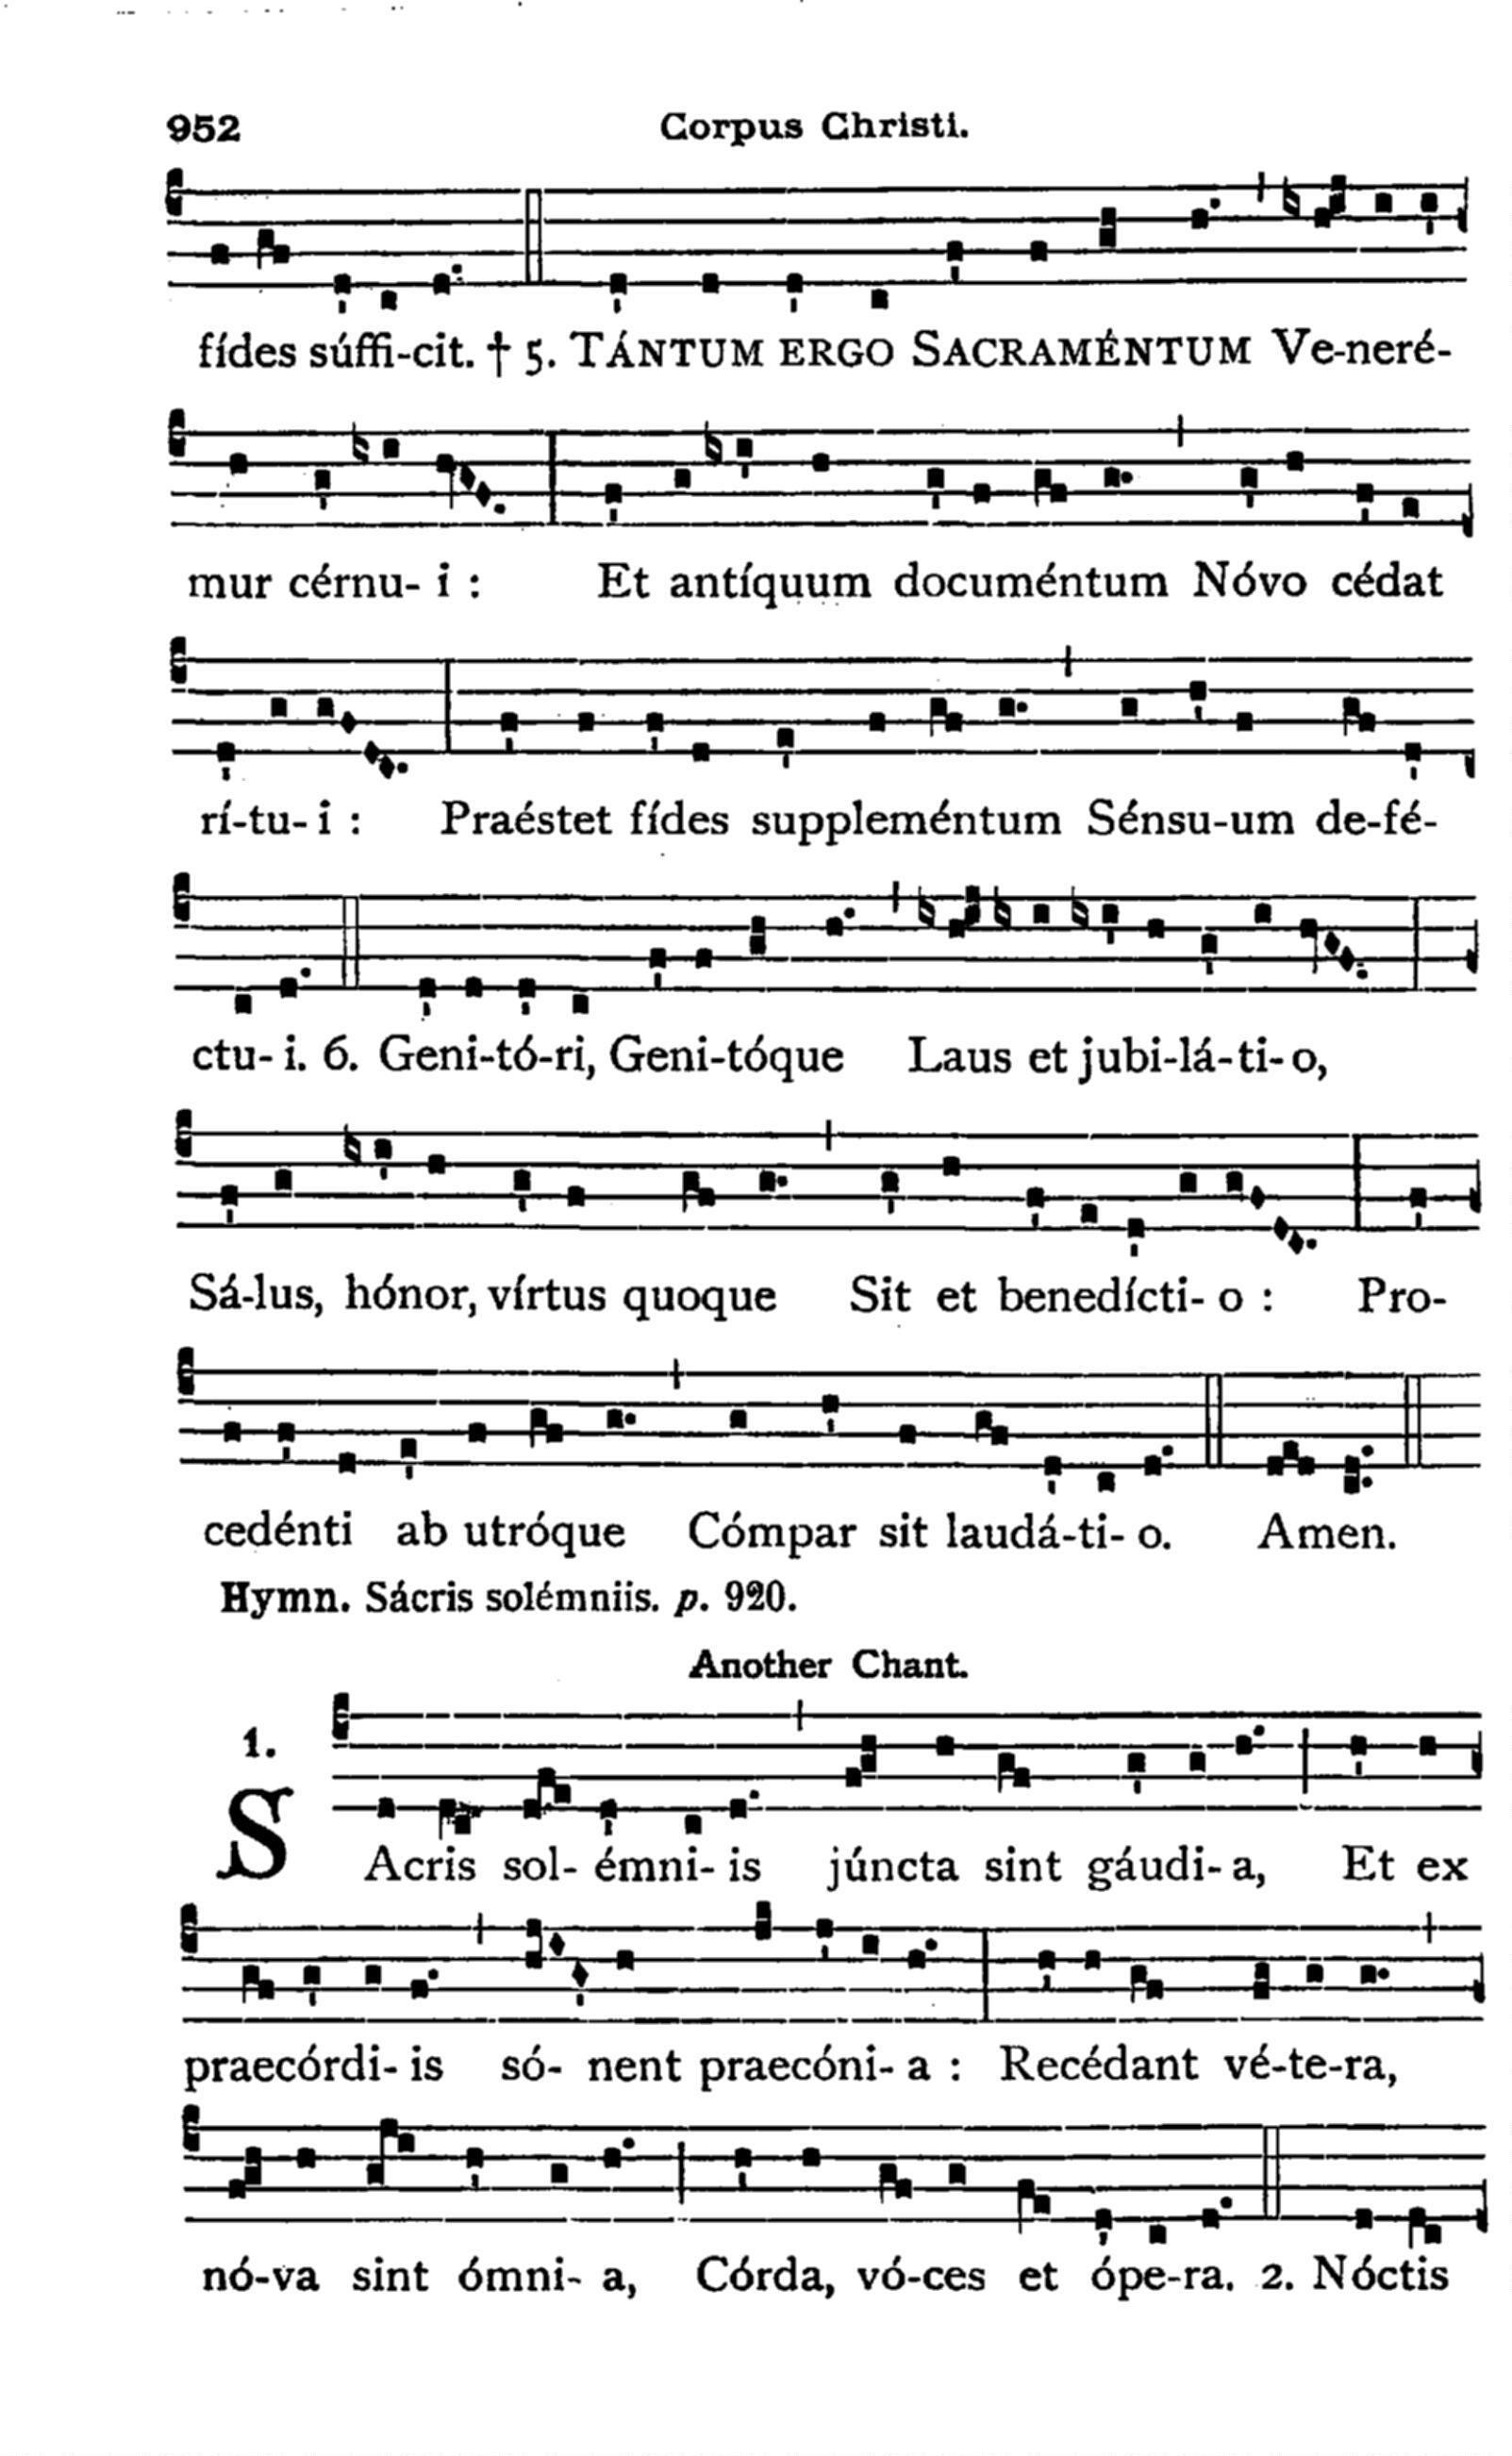 952 Corpus Christi.
fídes súffi-cit. † 5. TÁNTUM ERGO SACRAMÉNTUM Ve-neré-
mur cérnu- i : Et antíquum documéntum Nóvo cédat
rí-tu- i : Praéstet fídes suppleméntum Sénsu-um de-fé-
ctu- i. 6. Geni-tó-ri, Geni-tóque Laus et jubi-lá-ti- o,
Sá-lus, hónor, vírtus quoque Sit et benedícti- o : Pro-
cedénti ab utróque Cómpar sit laudá-ti- o. Amen.
Hymn. Sácris solémniis. p. 920.
Another Chant.
1.
SAcris sol- émni- is júncta sint gáudi- a, Et ex
praecórdi- is só- nent praecóni- a : Recédant vé-te-ra,
nó-va sint ómni- a, Córda, vó-ces et ópe-ra. 2. Nóctis